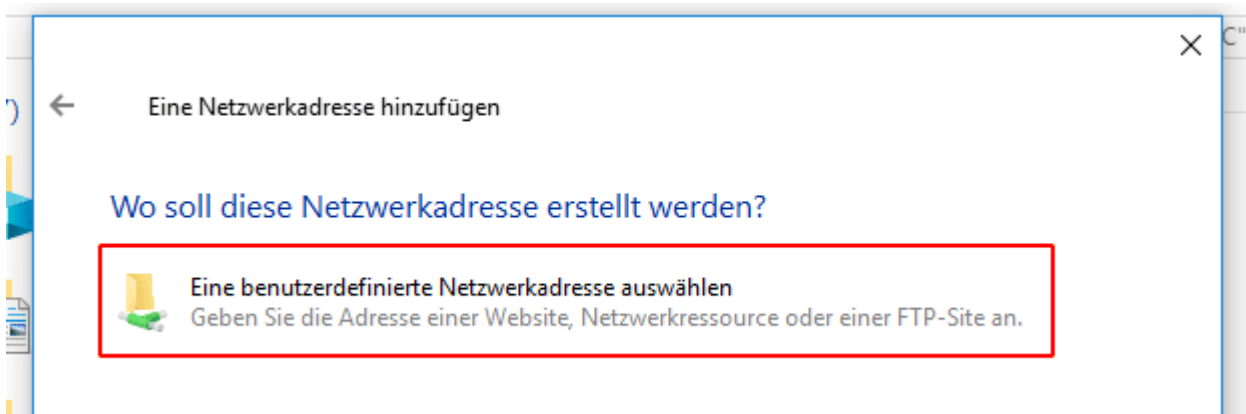 C"
)
Eine Netzwerkadresse hinzufügen
Wo soll diese Netzwerkadresse erstellt werden?
Eine benutzerdefinierte Netzwerkadresse auswählen
Geben Sie die Adresse einer Website, Netzwerkressource oder einer FTP-Site an.